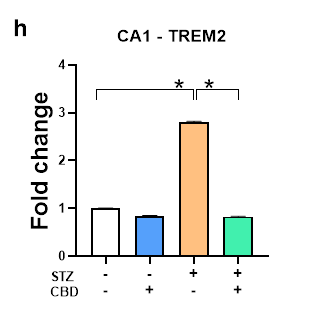 h
CA1 - TREM2
Fold change
4
3
2
1
0
* *
STZ - - + +
CBD - + - +